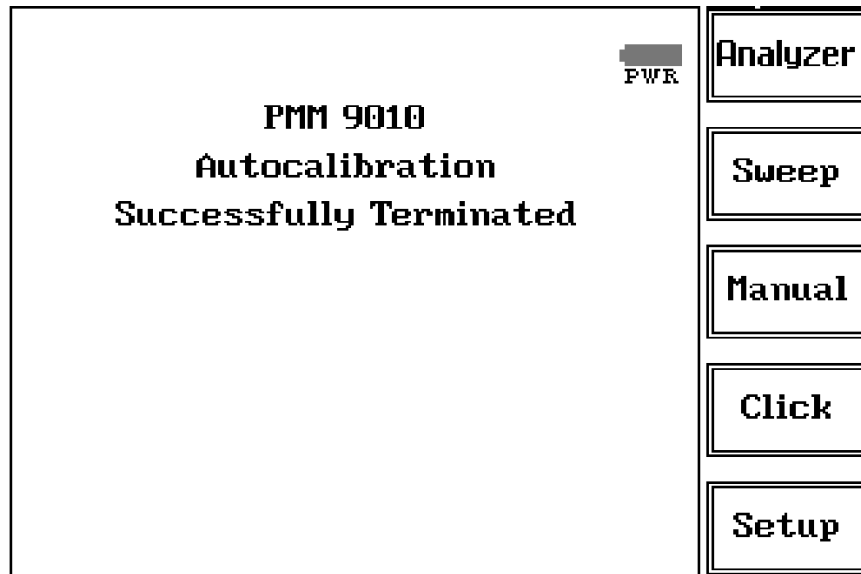 PWR
PMM 9010
Autocalibration
Successfully Terminated
Analyzer
Sweep
Manual
Click
Setup